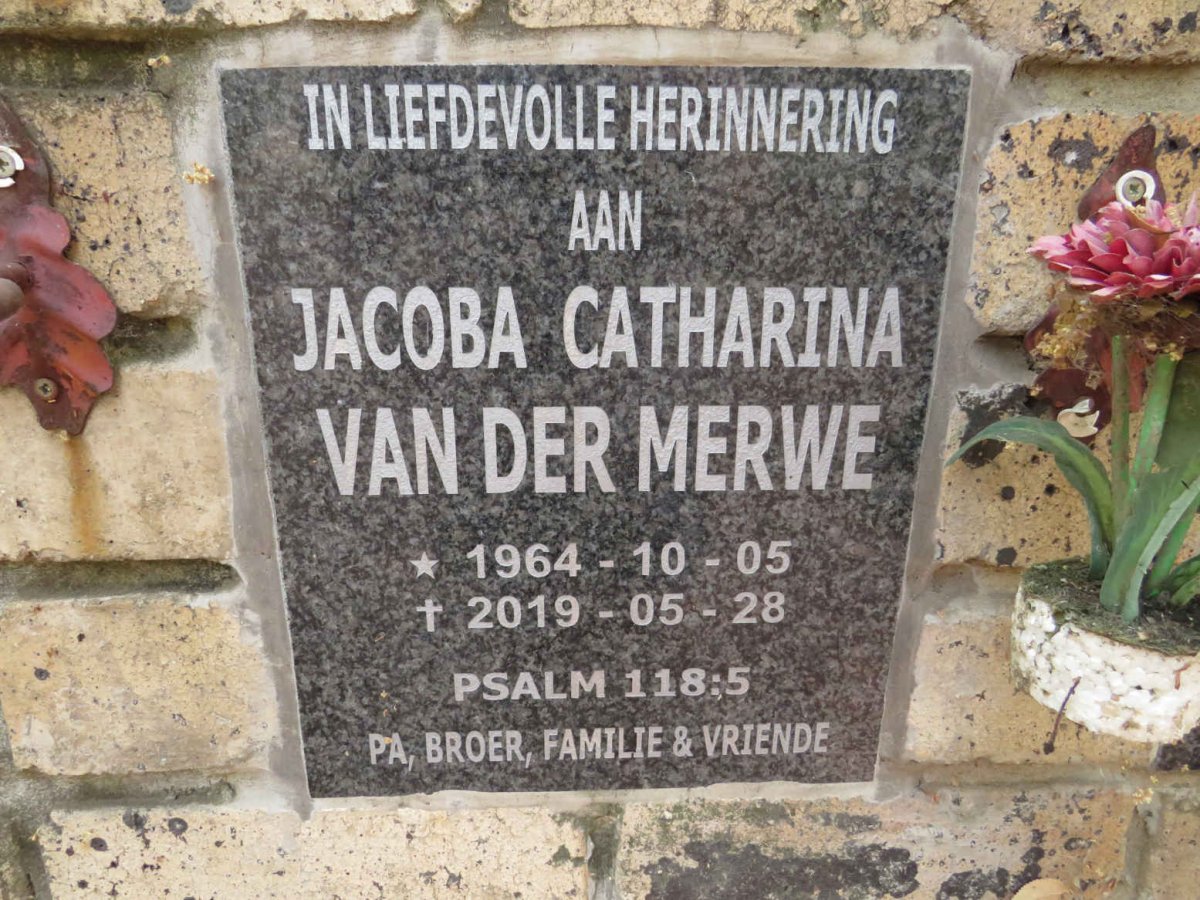 IN LIEFDEVOLLE HERINNERING
AAN
JACOBA CATHARINA
VAN DER MERWE
★ 1964 - 10 - 05
✝ 2019 - 05 - 28
PSALM 118:5
PA, BROER, FAMILIE & VRIENDE